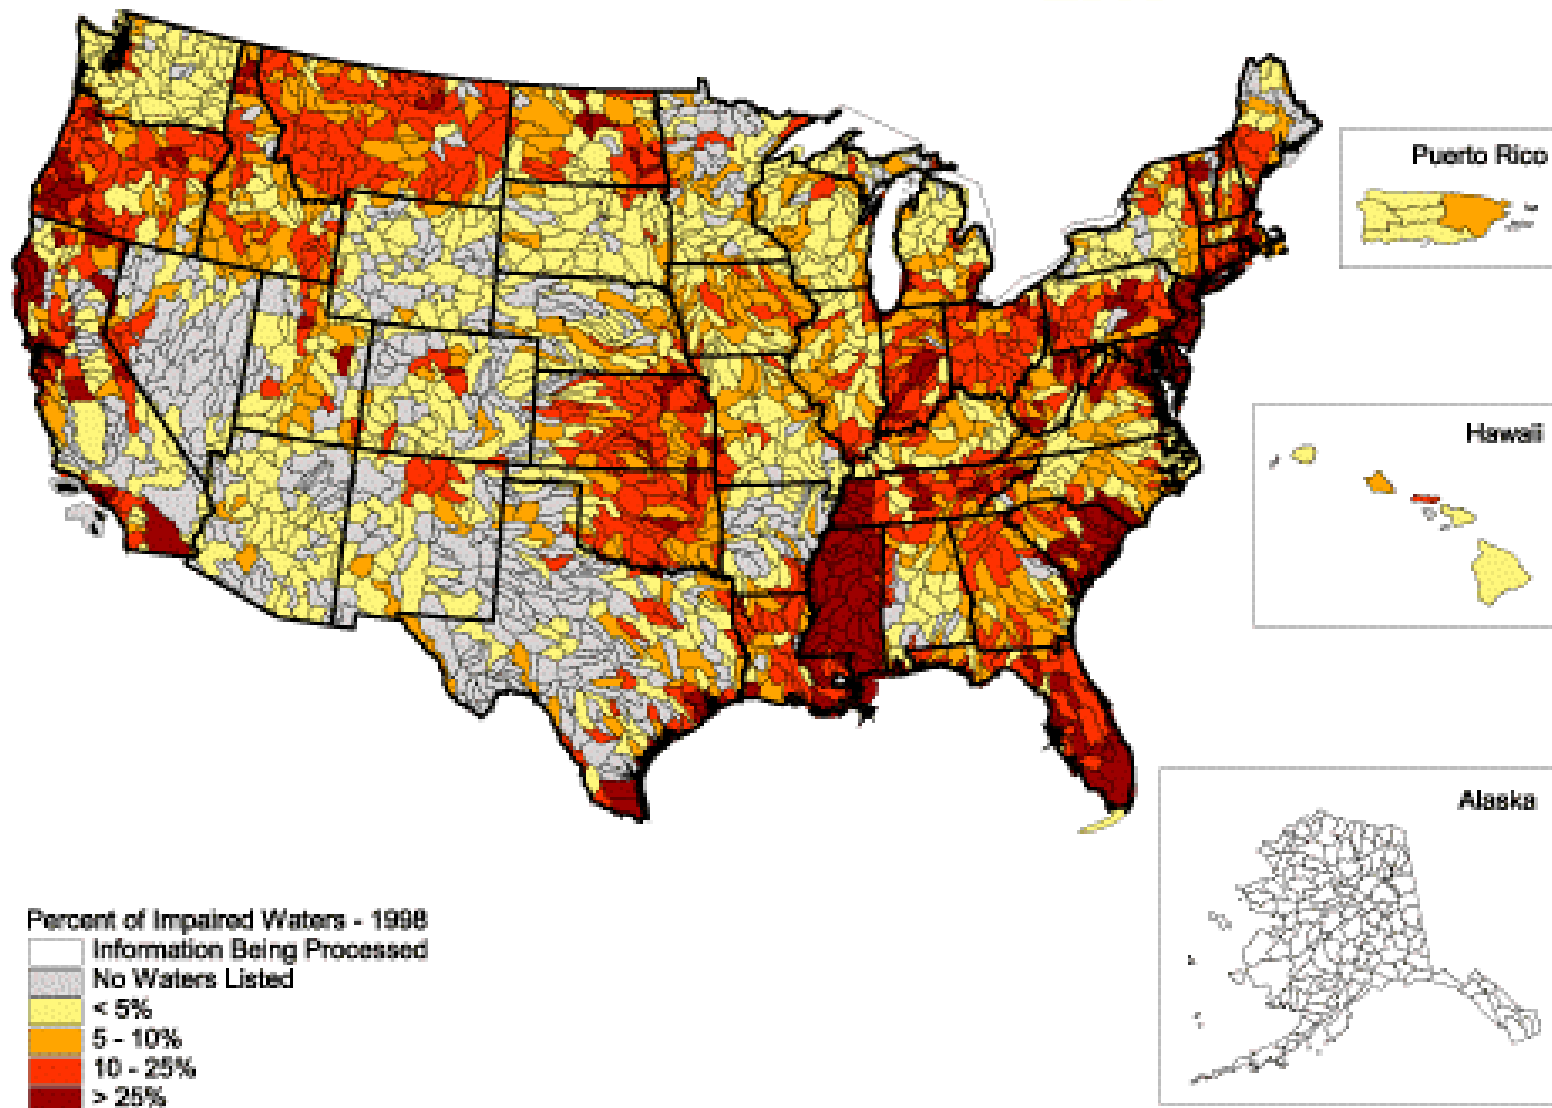 Puerto Rico
Hawaii
Alaska
Percent of Impaired Waters - 1998
Information Being Processed
No Waters Listed
< 5%
5 - 10%
10 - 25%
> 25%